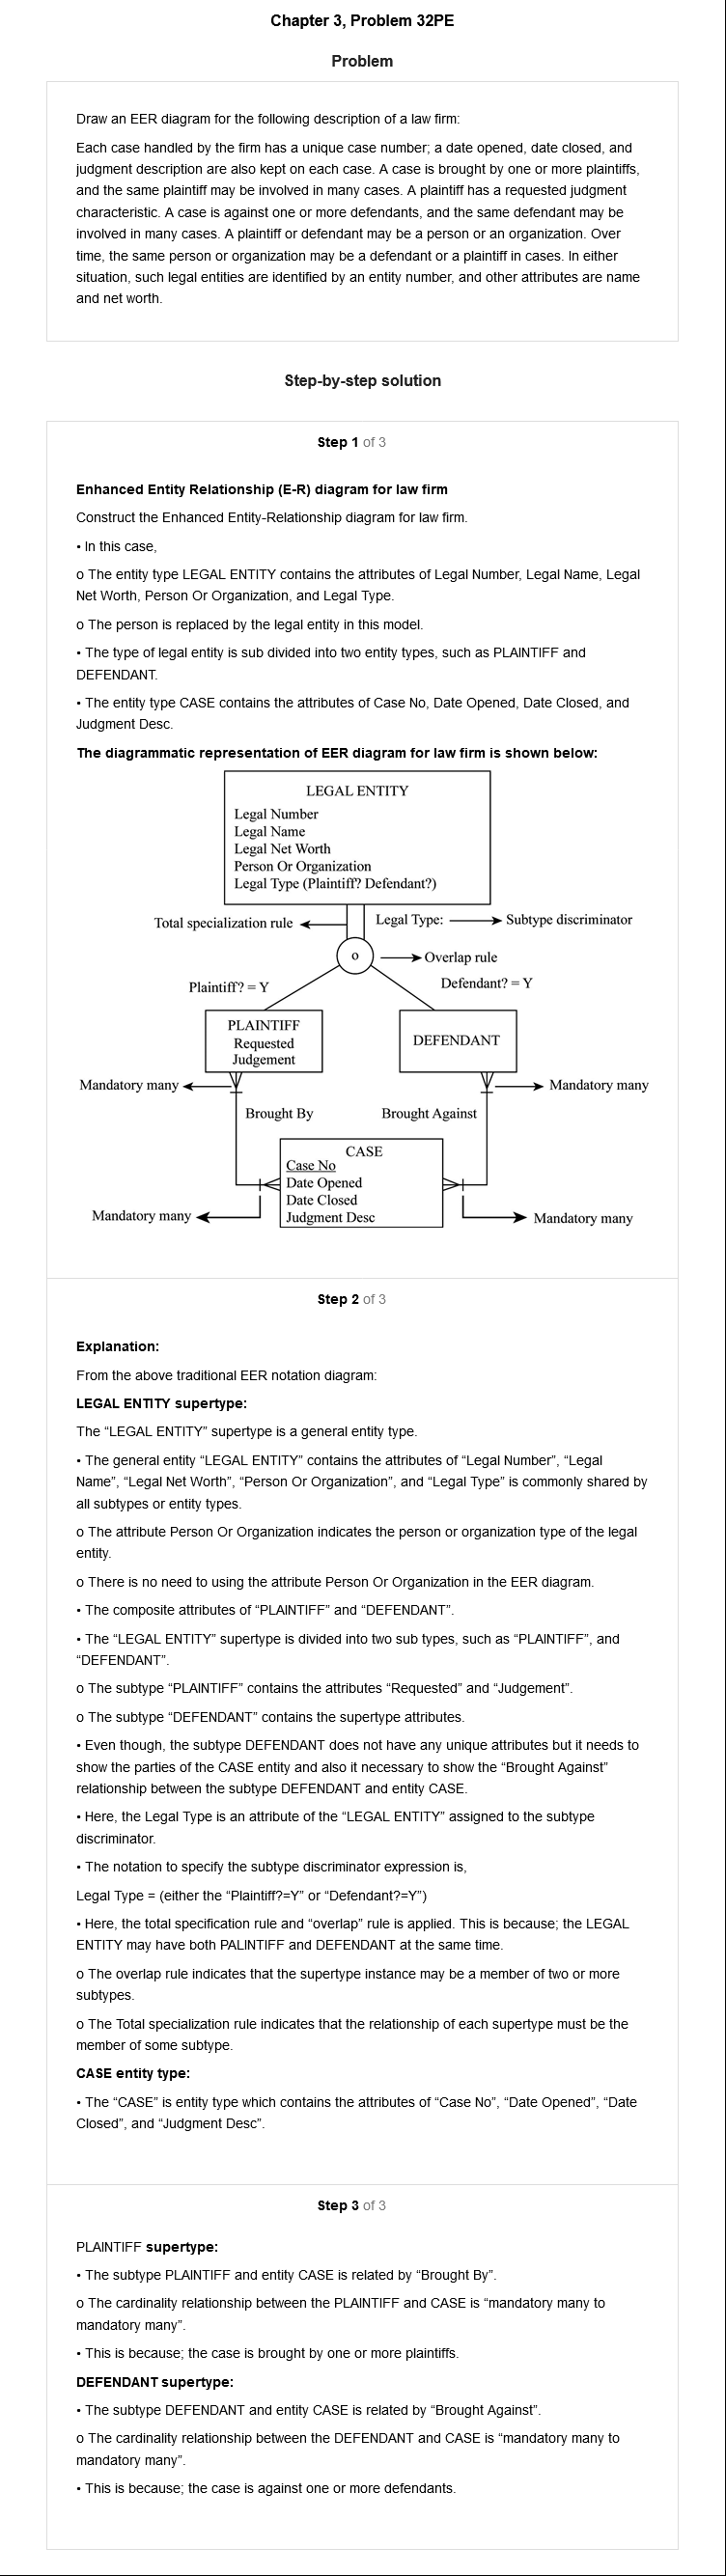 Chapter 3, Problem 32PE
Problem
Draw an EER diagram for the following description of a law firm:
Each case handled by the firm has a unique case number; a date opened, date closed, and
judgment description are also kept on each case. A case is brought by one or more plaintiffs,
and the same plaintiff may be involved in many cases. A plaintiff has a requested judgment
characteristic. A case is against one or more defendants, and the same defendant may be
involved in many cases. A plaintiff or defendant may be a person or an organization. Over
time, the same person or organization may be a defendant or a plaintiff in cases. In either
situation, such legal entities are identified by an entity number, and other attributes are name
and net worth.
Step-by-step solution
Step 1 of 3
Enhanced Entity Relationship (E-R) diagram for law firm
Construct the Enhanced Entity-Relationship diagram for law firm.
• In this case,
o The entity type LEGAL ENTITY contains the attributes of Legal Number, Legal Name, Legal
Net Worth, Person Or Organization, and Legal Type.
o The person is replaced by the legal entity in this model.
• The type of legal entity is sub divided into two entity types, such as PLAINTIFF and
DEFENDANT.
• The entity type CASE contains the attributes of Case No, Date Opened, Date Closed, and
Judgment Desc.
The diagrammatic representation of EER diagram for law firm is shown below:
LEGAL ENTITY
Legal Number
Legal Name
Legal Net Worth
Person Or Organization
Legal Type (Plaintiff? Defendant?)
Total specialization rule
Legal Type:
Subtype discriminator
o
Overlap rule
Plaintiff? = Y
Defendant? = Y
PLAINTIFF
Requested
Judgement
DEFENDANT
Mandatory many
Mandatory many
Brought By
Brought Against
CASE
Case No
Date Opened
Date Closed
Judgment Desc
Mandatory many
Mandatory many
Step 2 of 3
Explanation:
From the above traditional EER notation diagram:
LEGAL ENTITY supertype:
The “LEGAL ENTITY” supertype is a general entity type.
• The general entity “LEGAL ENTITY” contains the attributes of “Legal Number”, “Legal
Name”, “Legal Net Worth”, “Person Or Organization”, and “Legal Type” is commonly shared by
all subtypes or entity types.
o The attribute Person Or Organization indicates the person or organization type of the legal
entity.
o There is no need to using the attribute Person Or Organization in the EER diagram.
• The composite attributes of “PLAINTIFF” and “DEFENDANT”.
• The “LEGAL ENTITY” supertype is divided into two sub types, such as “PLAINTIFF”, and
“DEFENDANT”.
o The subtype “PLAINTIFF” contains the attributes “Requested” and “Judgement”.
o The subtype “DEFENDANT” contains the supertype attributes.
• Even though, the subtype DEFENDANT does not have any unique attributes but it needs to
show the parties of the CASE entity and also it necessary to show the “Brought Against”
relationship between the subtype DEFENDANT and entity CASE.
• Here, the Legal Type is an attribute of the “LEGAL ENTITY” assigned to the subtype
discriminator.
• The notation to specify the subtype discriminator expression is,
Legal Type = (either the “Plaintiff?=Y” or “Defendant?=Y”)
• Here, the total specification rule and “overlap” rule is applied. This is because; the LEGAL
ENTITY may have both PALINTIFF and DEFENDANT at the same time.
o The overlap rule indicates that the supertype instance may be a member of two or more
subtypes.
o The Total specialization rule indicates that the relationship of each supertype must be the
member of some subtype.
CASE entity type:
• The “CASE” is entity type which contains the attributes of “Case No”, “Date Opened”, “Date
Closed”, and “Judgment Desc”.
Step 3 of 3
PLAINTIFF supertype:
• The subtype PLAINTIFF and entity CASE is related by “Brought By”.
o The cardinality relationship between the PLAINTIFF and CASE is “mandatory many to
mandatory many”.
• This is because; the case is brought by one or more plaintiffs.
DEFENDANT supertype:
• The subtype DEFENDANT and entity CASE is related by “Brought Against”.
o The cardinality relationship between the DEFENDANT and CASE is “mandatory many to
mandatory many”.
• This is because; the case is against one or more defendants.